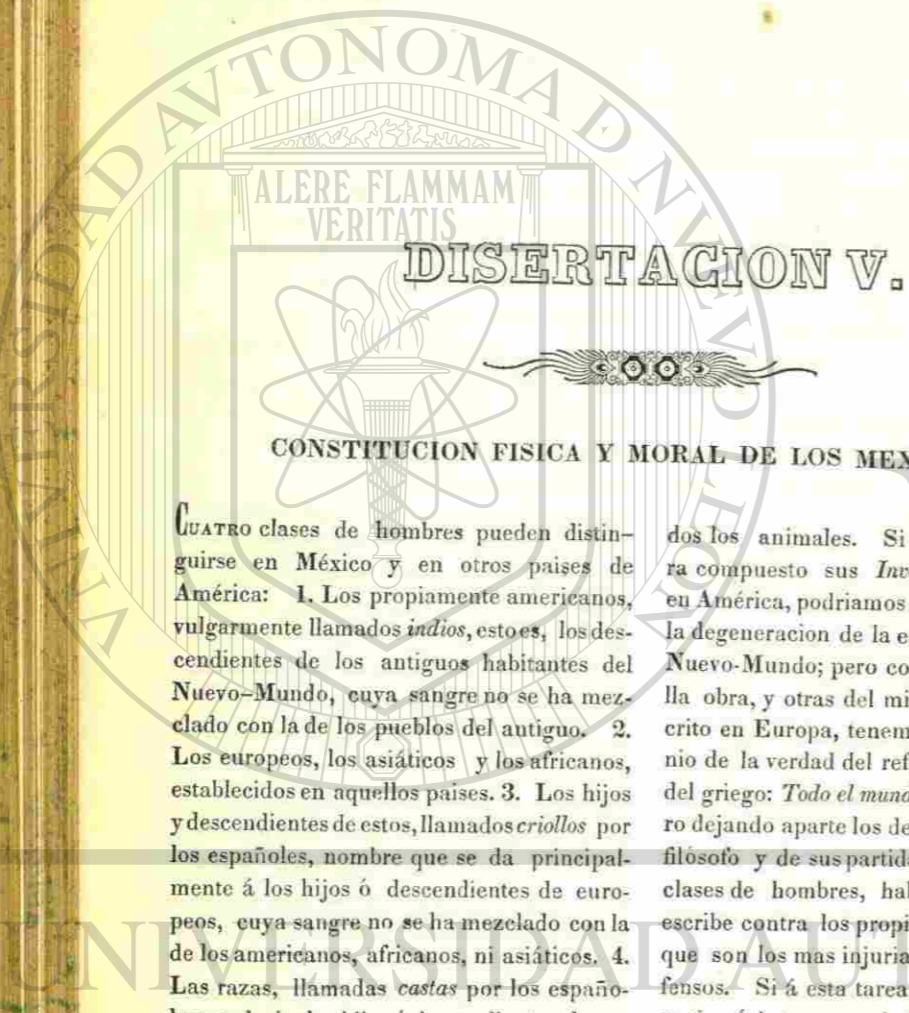 DISERTACION V.
CONSTITUCION FISICA Y MORAL DE LOS MEX
CUATRO clases de hombres pueden distin-
guirse en México y en otros paises de
América: 1. Los propiamente americanos,
vulgarmente llamados indios, esto es, los des-
cendientes de los antiguos habitantes del
Nuevo-Mundo, cuya sangre no se ha mez-
clado con la de los pueblos del antiguo. 2.
Los europeos, los asiáticos y los africanos,
establecidos en aquellos paises. 3. Los hijos
y descendientes de estos, llamados criollos por
los españoles, nombre que se da principal-
mente á los hijos ó descendientes de euro-
peos, cuya sangre no se ha mezclado con la
de los americanos, africanos, ni asiáticos. 4.
Las razas, llamadas castas por los españo-
dos los animales. Si
ra compuesto sus Inv
en América, podriamos
la degeneracion de la e
Nuevo-Mundo; pero co
lla obra, y otras del mi
crito en Europa, tenem
nio de la verdad del ref
del griego: Todo el mund
ro dejando aparte los de
filósofo y de sus partida
clases de hombres, hal
escribe contra los propi
que son los mas injuria
fensos. Si á esta tarea
UNIVERSIDAD AUTONOMA DE NUEVO LEON
ALERE FLAMMAM
VERITATIS
UNIVERSIDAD AU